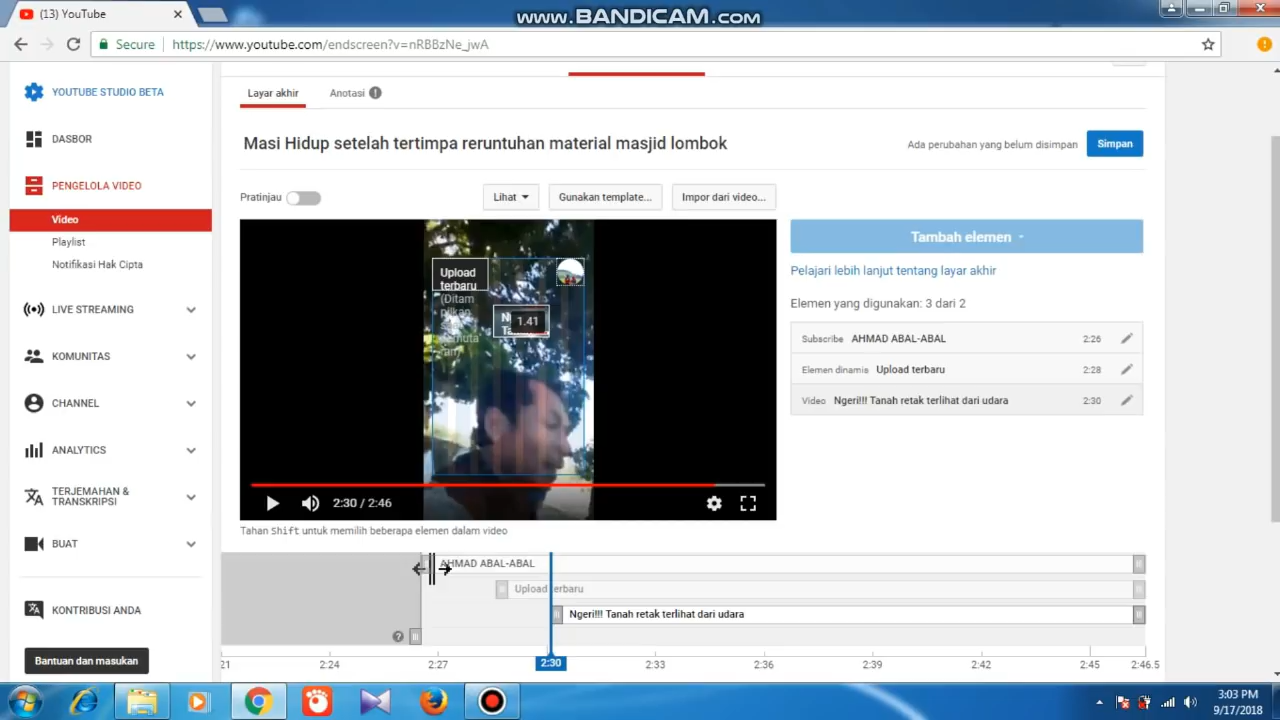 (13) YouTube
www.BANDICAM.com
Secure
https://www.youtube.com/endscreen?v=nRBBzNe_jwA
YOUTUBE STUDIO BETA
DASBOR
PENGELOLA VIDEO
Video
Playlist
Notifikasi Hak Cipta
LIVE STREAMING
KOMUNITAS
CHANNEL
ANALYTICS
TERJEMAHAN &
TRANSKRIPSI
BUAT
KONTRIBUSI ANDA
Bantuan dan masukan
Layar akhir
Anotasi
Masi Hidup setelah tertimpa reruntuhan material masjid lombok
Ada perubahan yang belum disimpan
Simpan
Pratinjau
Lihat
Gunakan template...
Impor dari video...
Upload
terbaru
(Ditam
1.41
2:30 / 2:46
Tahan Shift untuk memilih beberapa elemen dalam video
Tambah elemen
Pelajari lebih lanjut tentang layar akhir
Elemen yang digunakan: 3 dari 2
Subscribe AHMAD ABAL-ABAL 2:26
Elemen dinamis Upload terbaru 2:28
Video Ngeri!!! Tanah retak terlihat dari udara 2:30
AHMAD ABAL-ABAL
Upload terbaru
Ngeri!!! Tanah retak terlihat dari udara
?
21 2:24 2:27 2:30 2:33 2:36 2:39 2:42 2:45 2:46.5
3:03 PM
9/17/2018